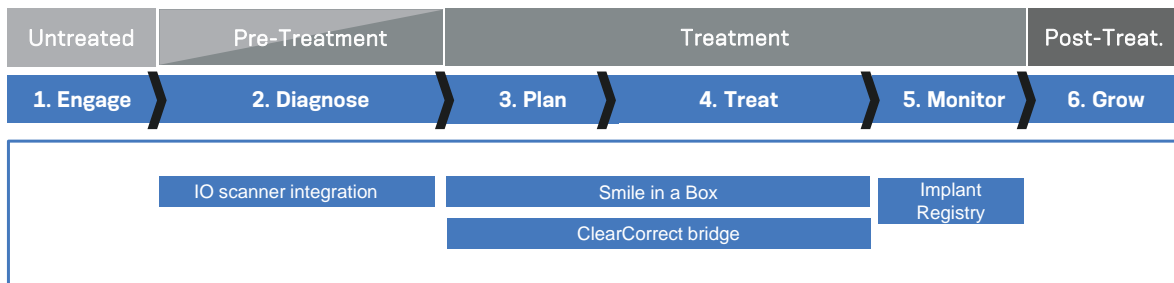 Untreated Pre-Treatment Treatment Post-Treat.
1. Engage 2. Diagnose 3. Plan 4. Treat 5. Monitor 6. Grow
IO scanner integration
Smile in a Box
Implant
Registry
ClearCorrect bridge